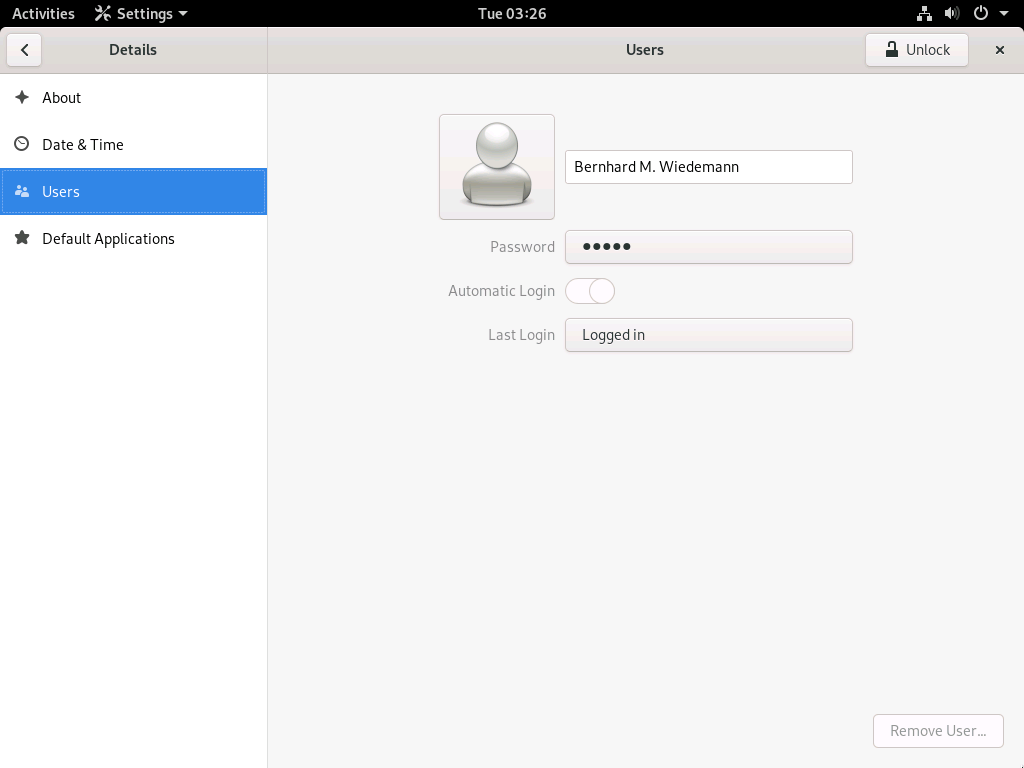 Activities Settings Tue 03:26
Details Users Unlock
About
Date & Time
Users
Default Applications
Bernhard M. Wiedemann
Password ●●●●●
Automatic Login
Last Login Logged in
Remove User...